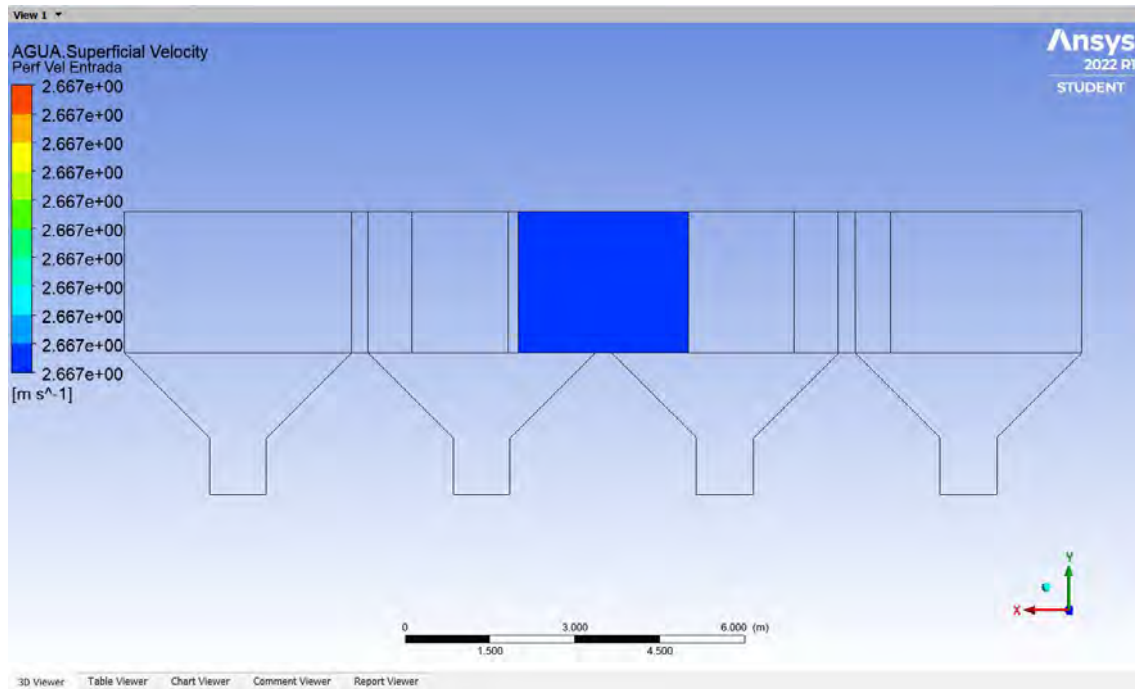 View 1
AGUA.Superficial Velocity
Perf Vel Entrada
2.667e+00
2.667e+00
2.667e+00
2.667e+00
2.667e+00
2.667e+00
2.667e+00
2.667e+00
2.667e+00
2.667e+00
2.667e+00
[m s^-1]
Ansys
2022 R1
STUDENT
Y
X
0 3.000 6.000 (m)
1.500 4.500
3D Viewer Table Viewer Chart Viewer Comment Viewer Report Viewer